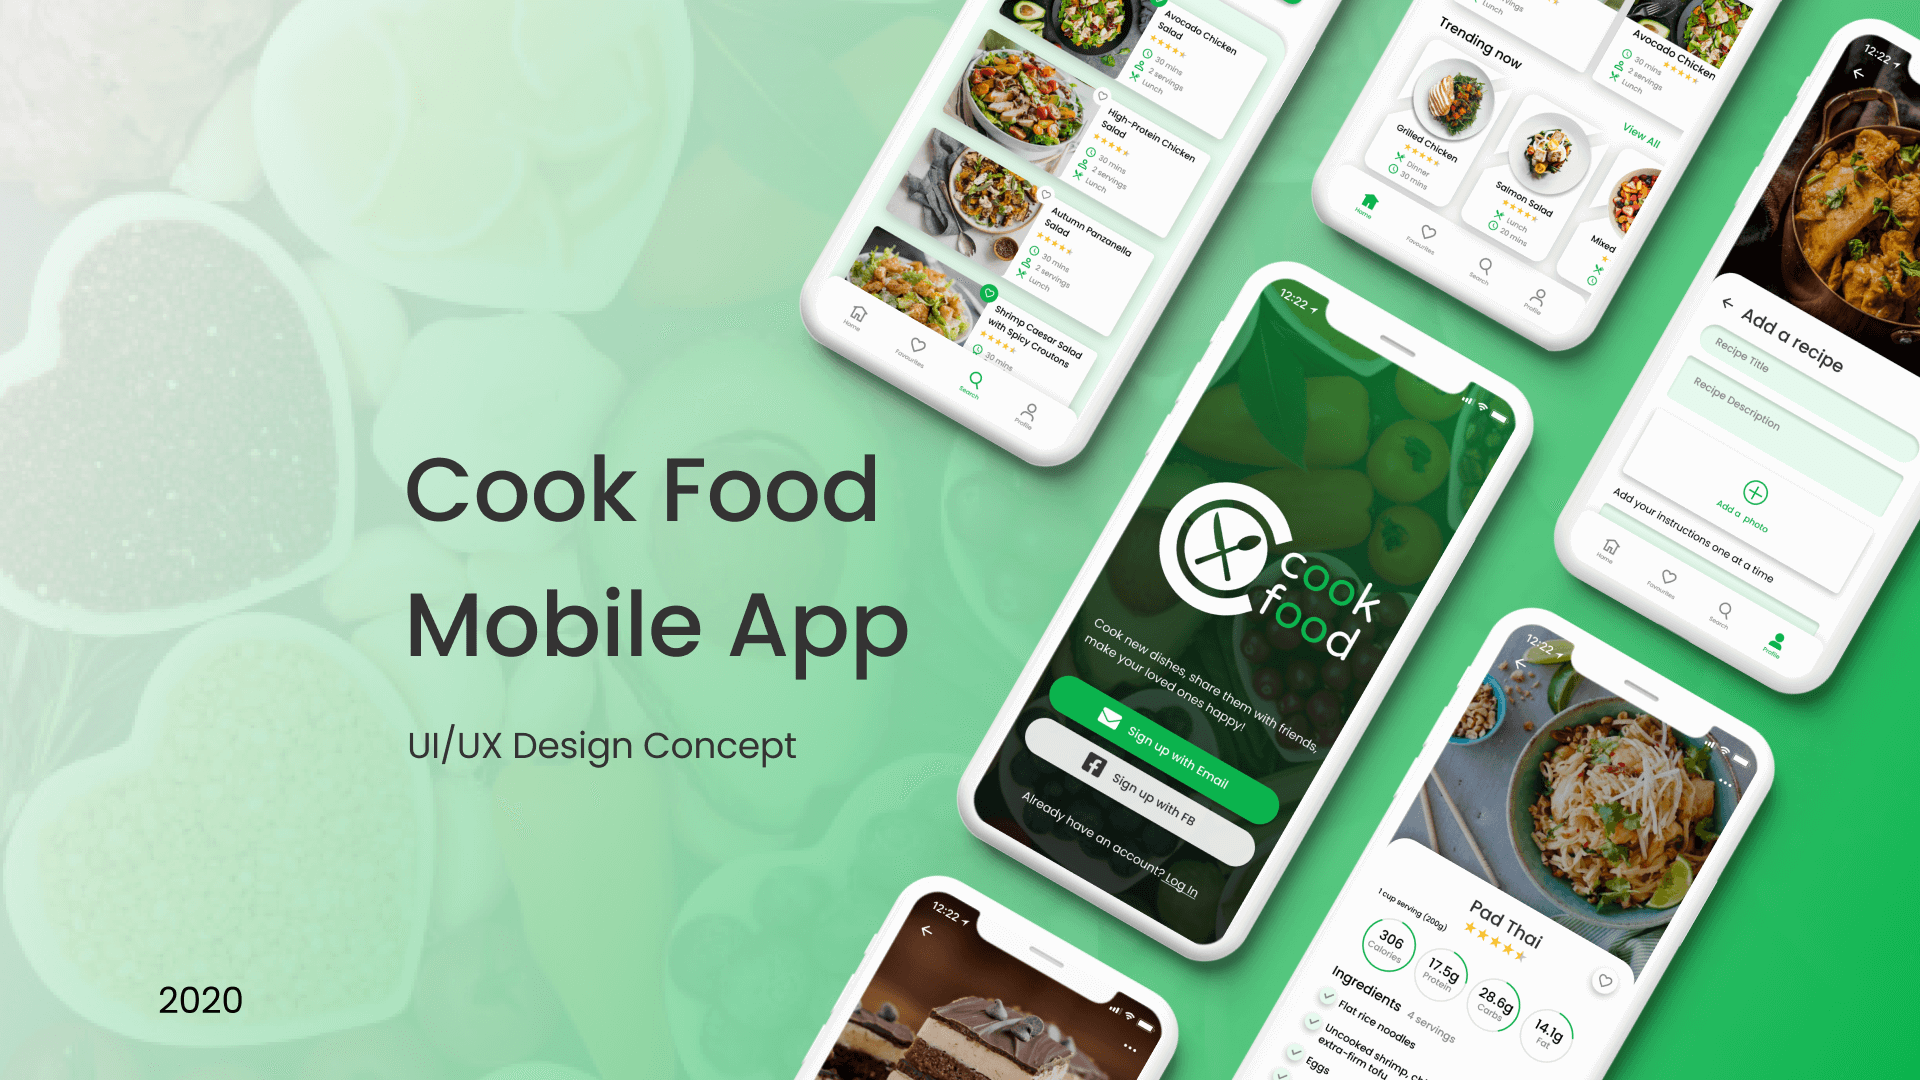 Cook Food
Mobile App
UI/UX Design Concept
2020
Avocado Chicken
Salad
30 mins
2 servings
Lunch
High-Protein Chicken
Salad
30 mins
2 servings
Lunch
Autumn Panzanella
Salad
30 mins
2 servings
Lunch
Shrimp Caesar Salad
with Spicy Croutons
30 mins
Home
Favourites
Search
Profile
Lunch
servings
Avocado Chicken
30 mins
2 servings
Lunch
Trending now
View All
Grilled Chicken
Dinner
30 mins
Salmon Salad
Lunch
20 mins
Mixed
Home
Favourites
Search
Profile
12:22
Add a recipe
Recipe Title
Recipe Description
Add a photo
Add your instructions one at a time
Home
Favourites
Search
Profile
12:22
cook
food
Cook new dishes, share them with friends,
make your loved ones happy!
Sign up with Email
Sign up with FB
Already have an account? Log In
12:22
Pad Thai
1 cup serving (200g)
306
Calories
17.5g
Protein
28.6g
Carbs
14.1g
Fat
Ingredients
4 servings
Flat rice noodles
Uncooked shrimp,
extra-firm tofu
Eggs
12:22